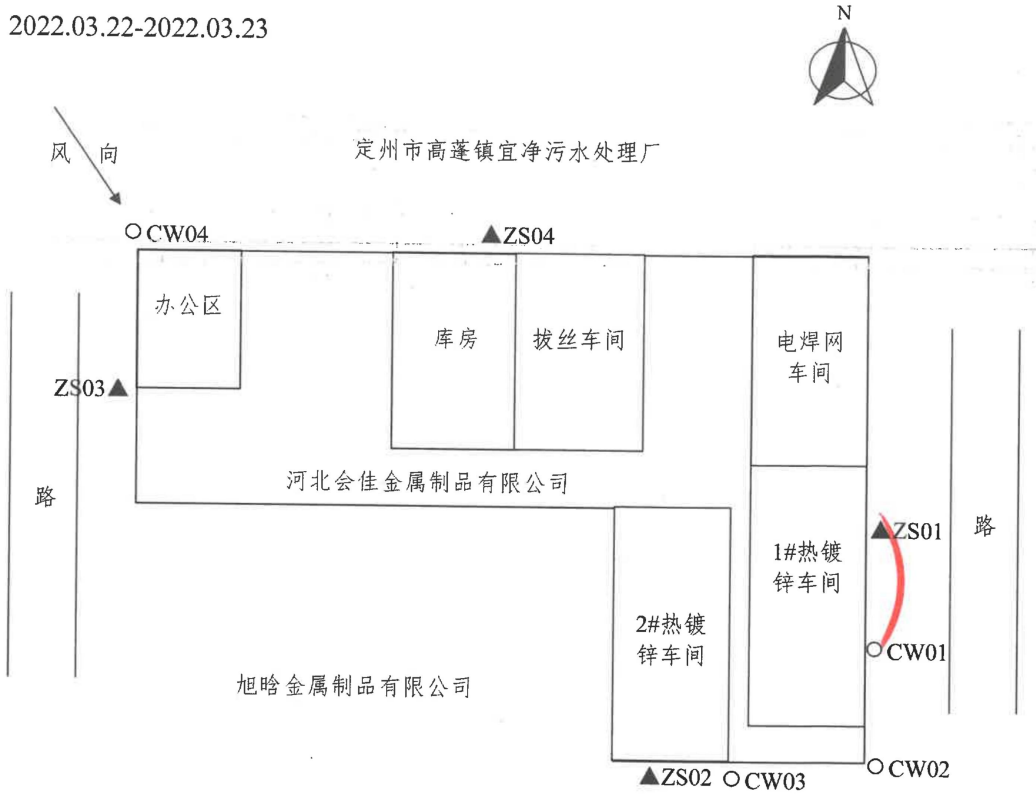 2022.03.22-2022.03.23
N
风 向
定州市高蓬镇宜净污水处理厂
CW04
ZS04
办公区
库房
拔丝车间
电焊网
车间
ZS03
河北会佳金属制品有限公司
路
ZS01
路
1#热镀
锌车间
2#热镀
锌车间
CW01
旭晗金属制品有限公司
ZS02
CW03
CW02